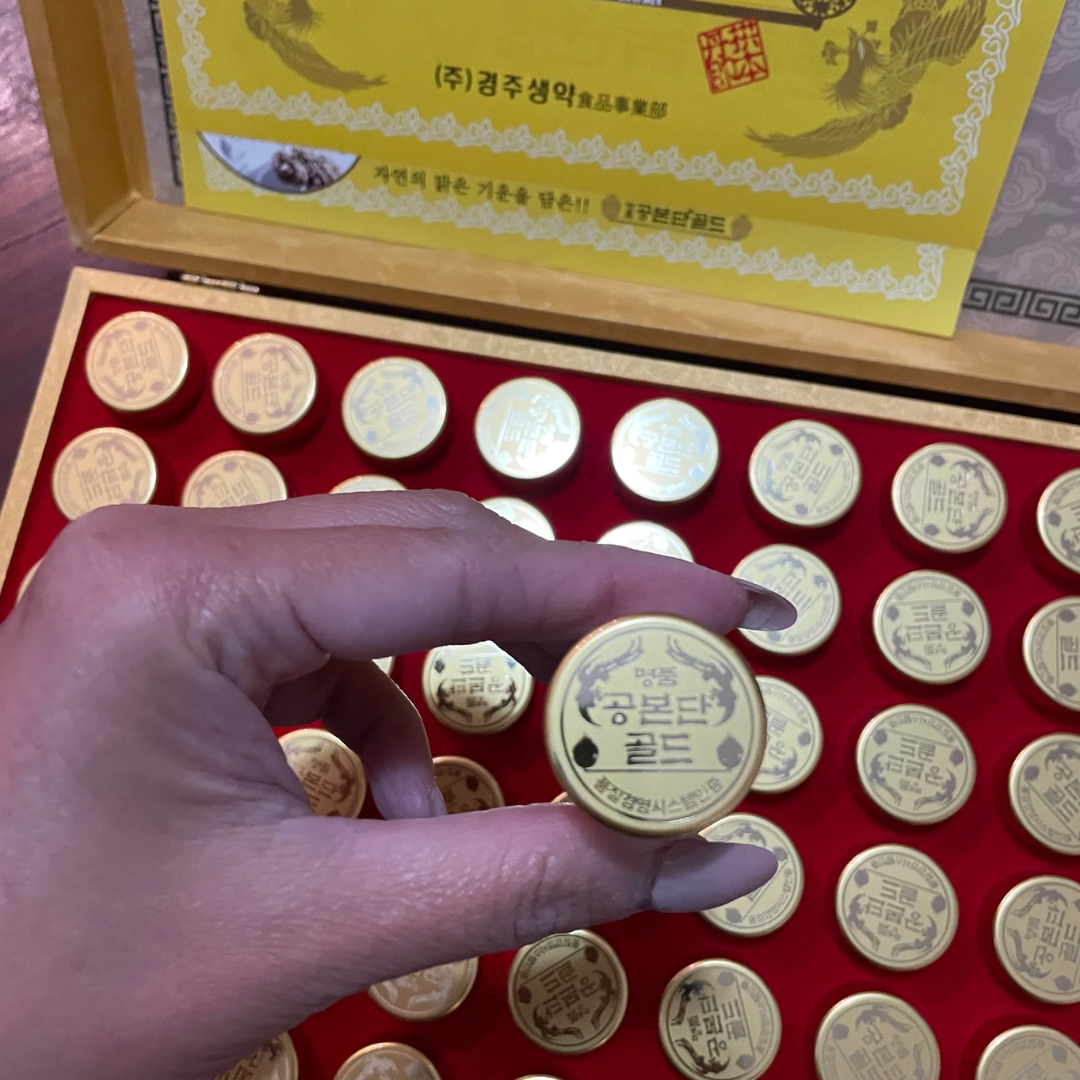 (주)경주생약食品事業部
자연의 맑은 기운을 담은!! 명품공본단골드
명품
공본단
골드
품질경영시스템인증